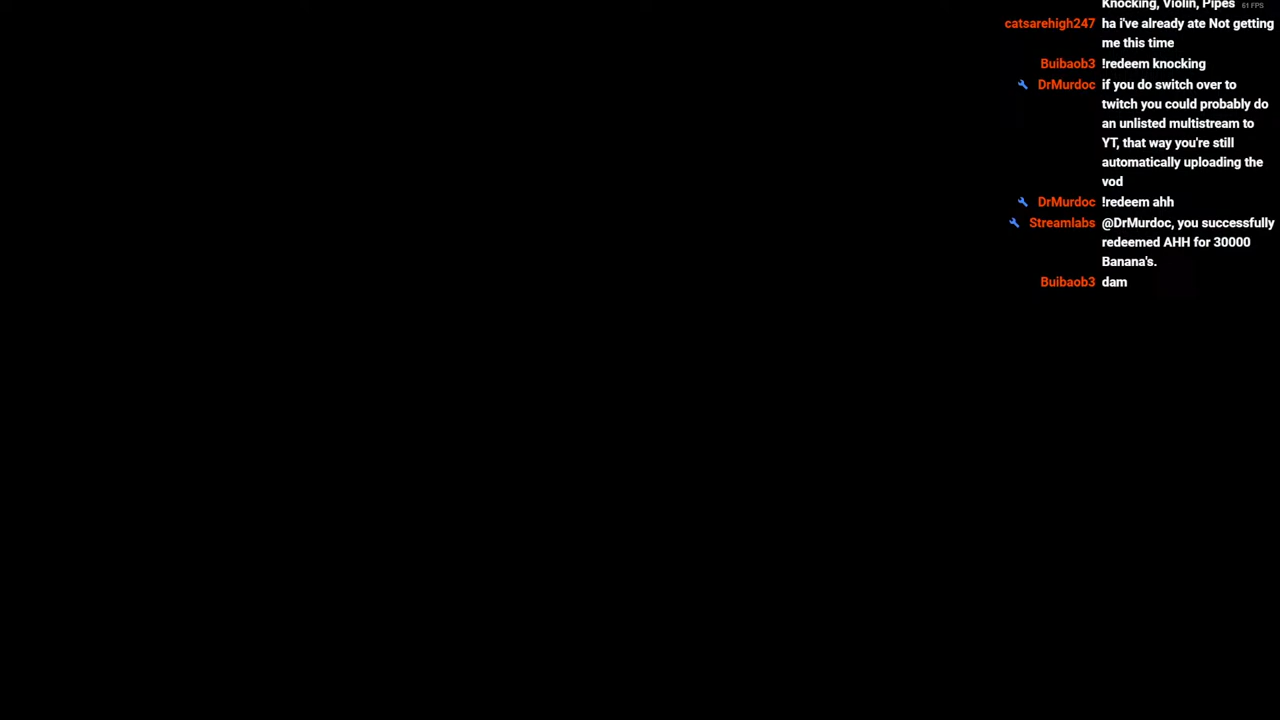 Knocking, Violin, Pipes 61 FPS
catsarehigh247 ha i've already ate Not getting
me this time
Buibaob3 !redeem knocking
DrMurdoc if you do switch over to
twitch you could probably do
an unlisted multistream to
YT, that way you're still
automatically uploading the
vod
DrMurdoc !redeem ahh
Streamlabs @DrMurdoc, you successfully
redeemed AHH for 30000
Banana's.
Buibaob3 dam